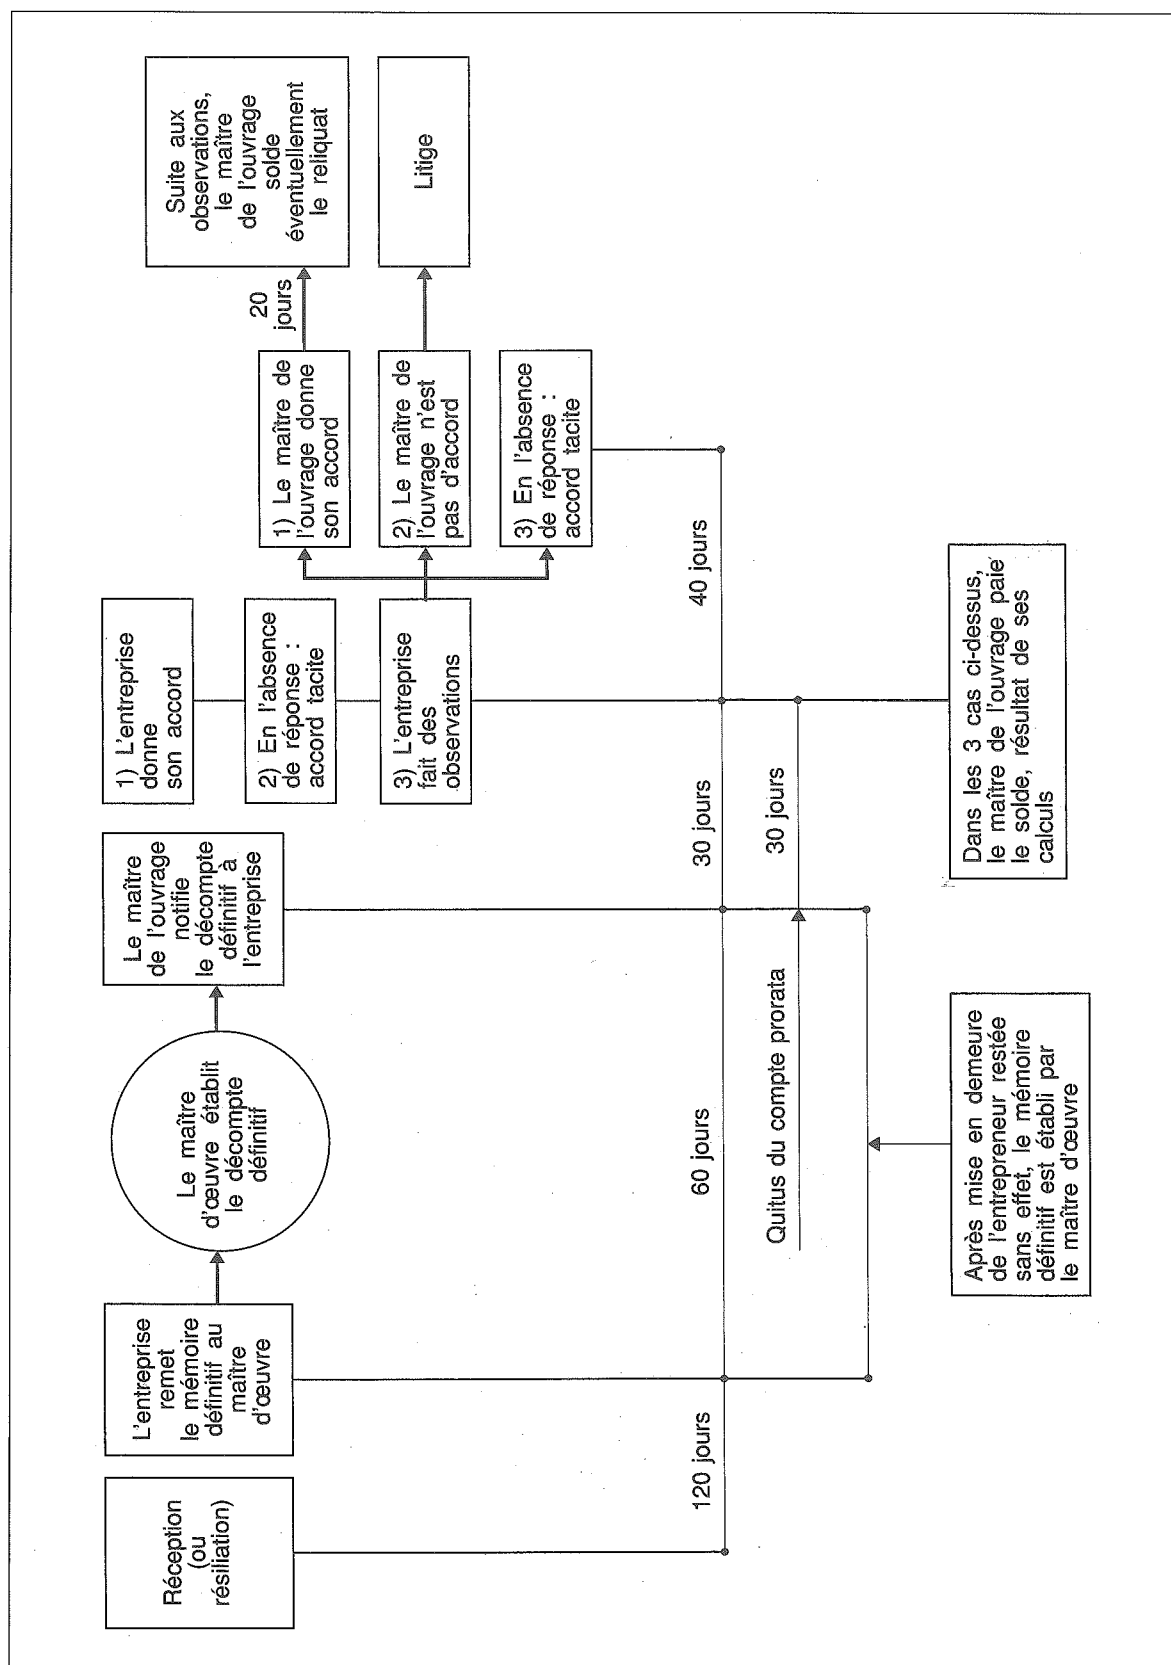 Réception
(ou
résiliation)
L'entreprise
remet
le mémoire
définitif au
maître
d'œuvre
Le maître
d'œuvre établit
le décompte
définitif
Le maître
de l'ouvrage
notifie
le décompte
définitif à
l'entreprise
1) L'entreprise
donne
son accord
2) En l'absence
de réponse :
accord tacite
3) L'entreprise
fait des
observations
1) Le maître de
l'ouvrage donne
son accord
2) Le maître de
l'ouvrage n'est
pas d'accord
3) En l'absence
de réponse :
accord tacite
20
jours
Suite aux
observations,
le maître
de l'ouvrage
solde
éventuellement
le reliquat
Litige
120 jours
60 jours
30 jours
40 jours
Quitus du compte prorata
30 jours
Après mise en demeure
de l'entrepreneur restée
sans effet, le mémoire
définitif est établi par
le maître d'œuvre
Dans les 3 cas ci-dessus,
le maître de l'ouvrage paie
le solde, résultat de ses
calculs